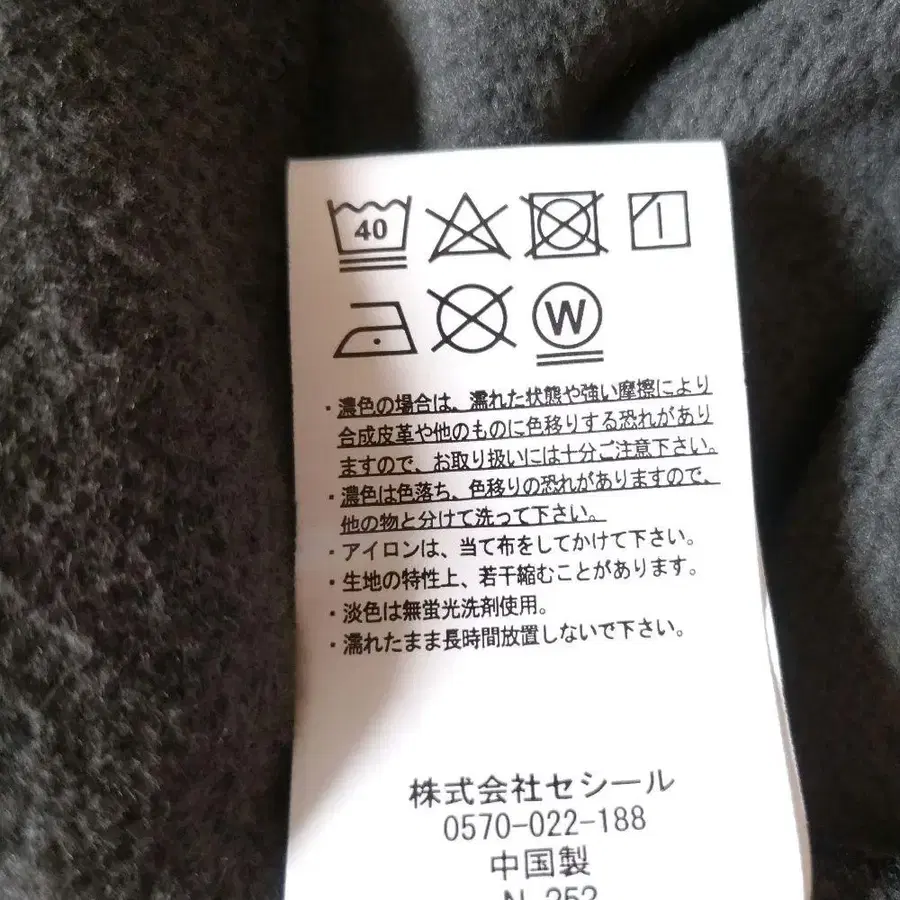 40
W
・濃色の場合は、濡れた状態や強い摩擦により
合成皮革や他のものに色移りする恐れがあり
ますので、お取り扱いには十分ご注意下さい。
・濃色は色落ち、色移りの恐れがありますので、
他の物と分けて洗って下さい。
・アイロンは、当て布をしてかけて下さい。
・生地の特性上、若干縮むことがあります。
・淡色は無蛍光洗剤使用。
・濡れたまま長時間放置しないで下さい。
株式会社セシール
0570-022-188
中国製
N-252